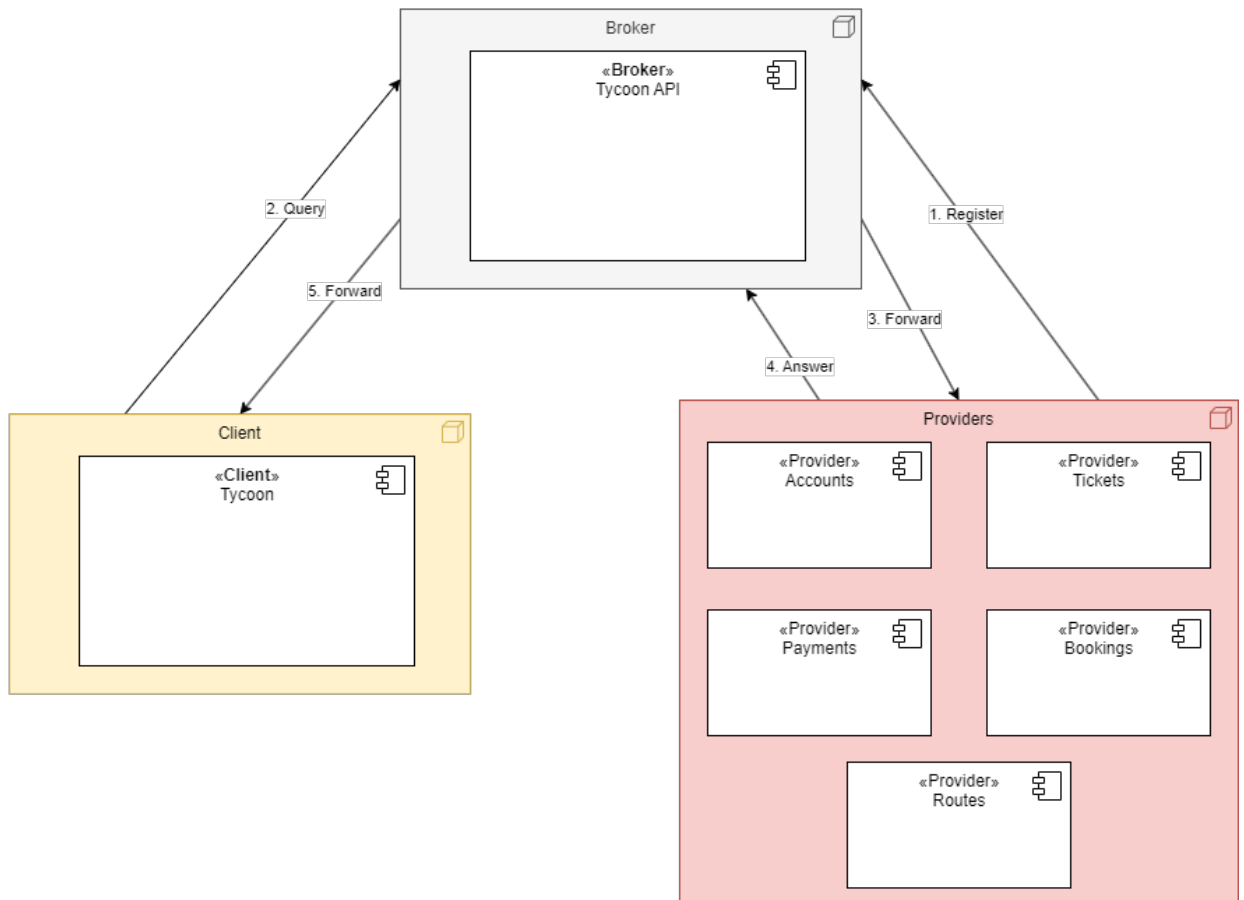 Broker
«Broker»
Tycoon API
2. Query
1. Register
5. Forward
3. Forward
4. Answer
Client
«Client»
Tycoon
Providers
«Provider»
Accounts
«Provider»
Tickets
«Provider»
Payments
«Provider»
Bookings
«Provider»
Routes